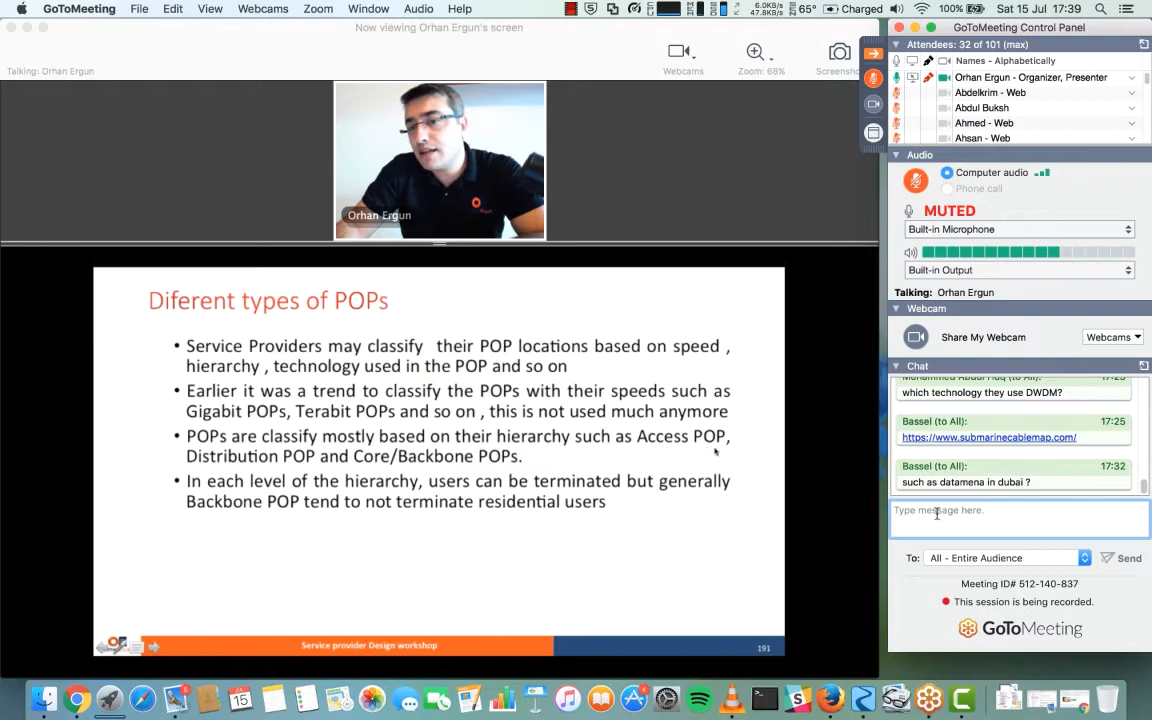 GoToMeeting File Edit View Webcams Zoom Window Audio Help
6.0KB/s
47.8KB/s
65° Charged 100% Sat 15 Jul 17:39
Now viewing Orhan Ergun's screen
Talking: Orhan Ergun
Webcams
Zoom: 68%
Screensho
Orhan Ergun
Diferent types of POPs
• Service Providers may classify their POP locations based on speed ,
hierarchy , technology used in the POP and so on
• Earlier it was a trend to classify the POPs with their speeds such as
Gigabit POPs, Terabit POPs and so on , this is not used much anymore
• POPs are classify mostly based on their hierarchy such as Access POP,
Distribution POP and Core/Backbone POPs.
• In each level of the hierarchy, users can be terminated but generally
Backbone POP tend to not terminate residential users
Service provider Design workshop
191
GoToMeeting Control Panel
Attendees: 32 of 101 (max)
Names - Alphabetically
Orhan Ergun - Organizer, Presenter
Abdelkrim - Web
Abdul Buksh
Ahmed - Web
Ahsan - Web
Audio
Computer audio
Phone call
MUTED
Built-in Microphone
Built-in Output
Talking: Orhan Ergun
Webcam
Share My Webcam
Webcams
Chat
which technology they use DWDM?
Bassel (to All): 17:25
https://www.submarinecablemap.com/
Bassel (to All): 17:32
such as datamena in dubai ?
Type message here.
To: All - Entire Audience
Send
Meeting ID# 512-140-837
This session is being recorded.
GoToMeeting